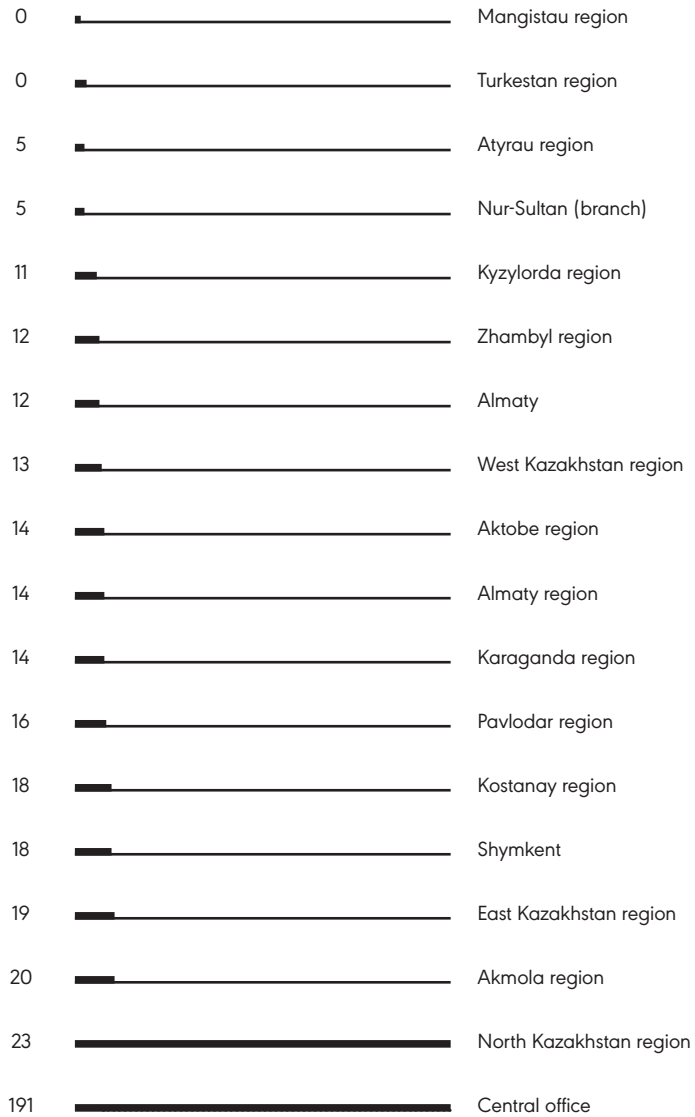 0 Mangistau region
0 Turkestan region
5 Atyrau region
5 Nur-Sultan (branch)
11 Kyzylorda region
12 Zhambyl region
12 Almaty
13 West Kazakhstan region
14 Aktobe region
14 Almaty region
14 Karaganda region
16 Pavlodar region
18 Kostanay region
18 Shymkent
19 East Kazakhstan region
20 Akmola region
23 North Kazakhstan region
191 Central office